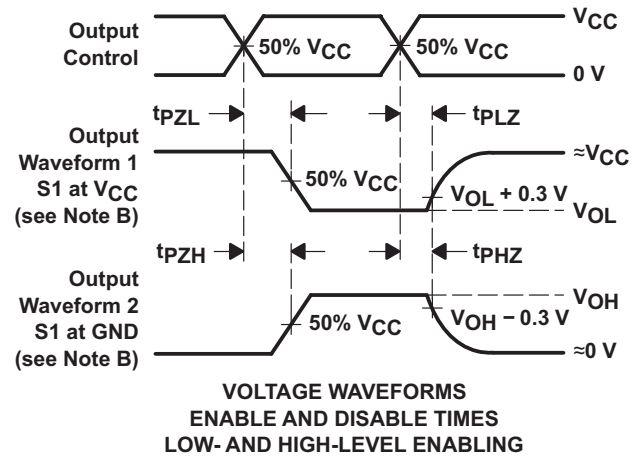 Output
Control
50% VCC
50% VCC
VCC
0 V
tPZL
tPLZ
Output
Waveform 1
S1 at VCC
(see Note B)
50% VCC
≈VCC
VOL + 0.3 V
VOL
tPZH
tPHZ
Output
Waveform 2
S1 at GND
(see Note B)
50% VCC
VOH
VOH − 0.3 V
≈0 V
VOLTAGE WAVEFORMS
ENABLE AND DISABLE TIMES
LOW- AND HIGH-LEVEL ENABLING